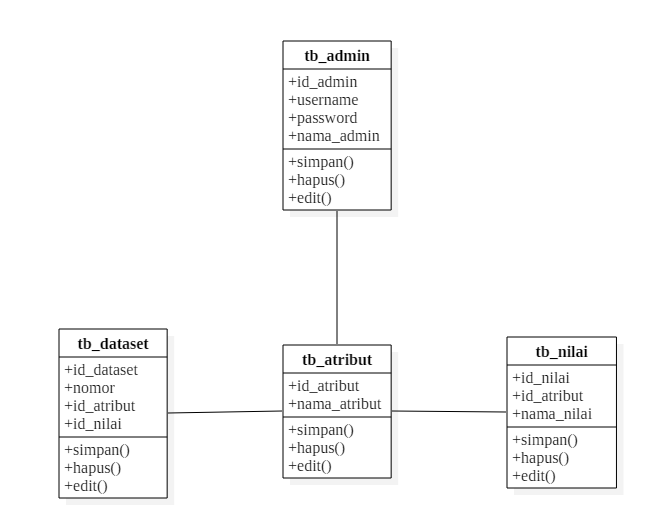 tb_admin
+id_admin
+username
+password
+nama_admin
+simpan()
+hapus()
+edit()
tb_dataset
+id_dataset
+nomor
+id_atribut
+id_nilai
+simpan()
+hapus()
+edit()
tb_atribut
+id_atribut
+nama_atribut
+simpan()
+hapus()
+edit()
tb_nilai
+id_nilai
+id_atribut
+nama_nilai
+simpan()
+hapus()
+edit()